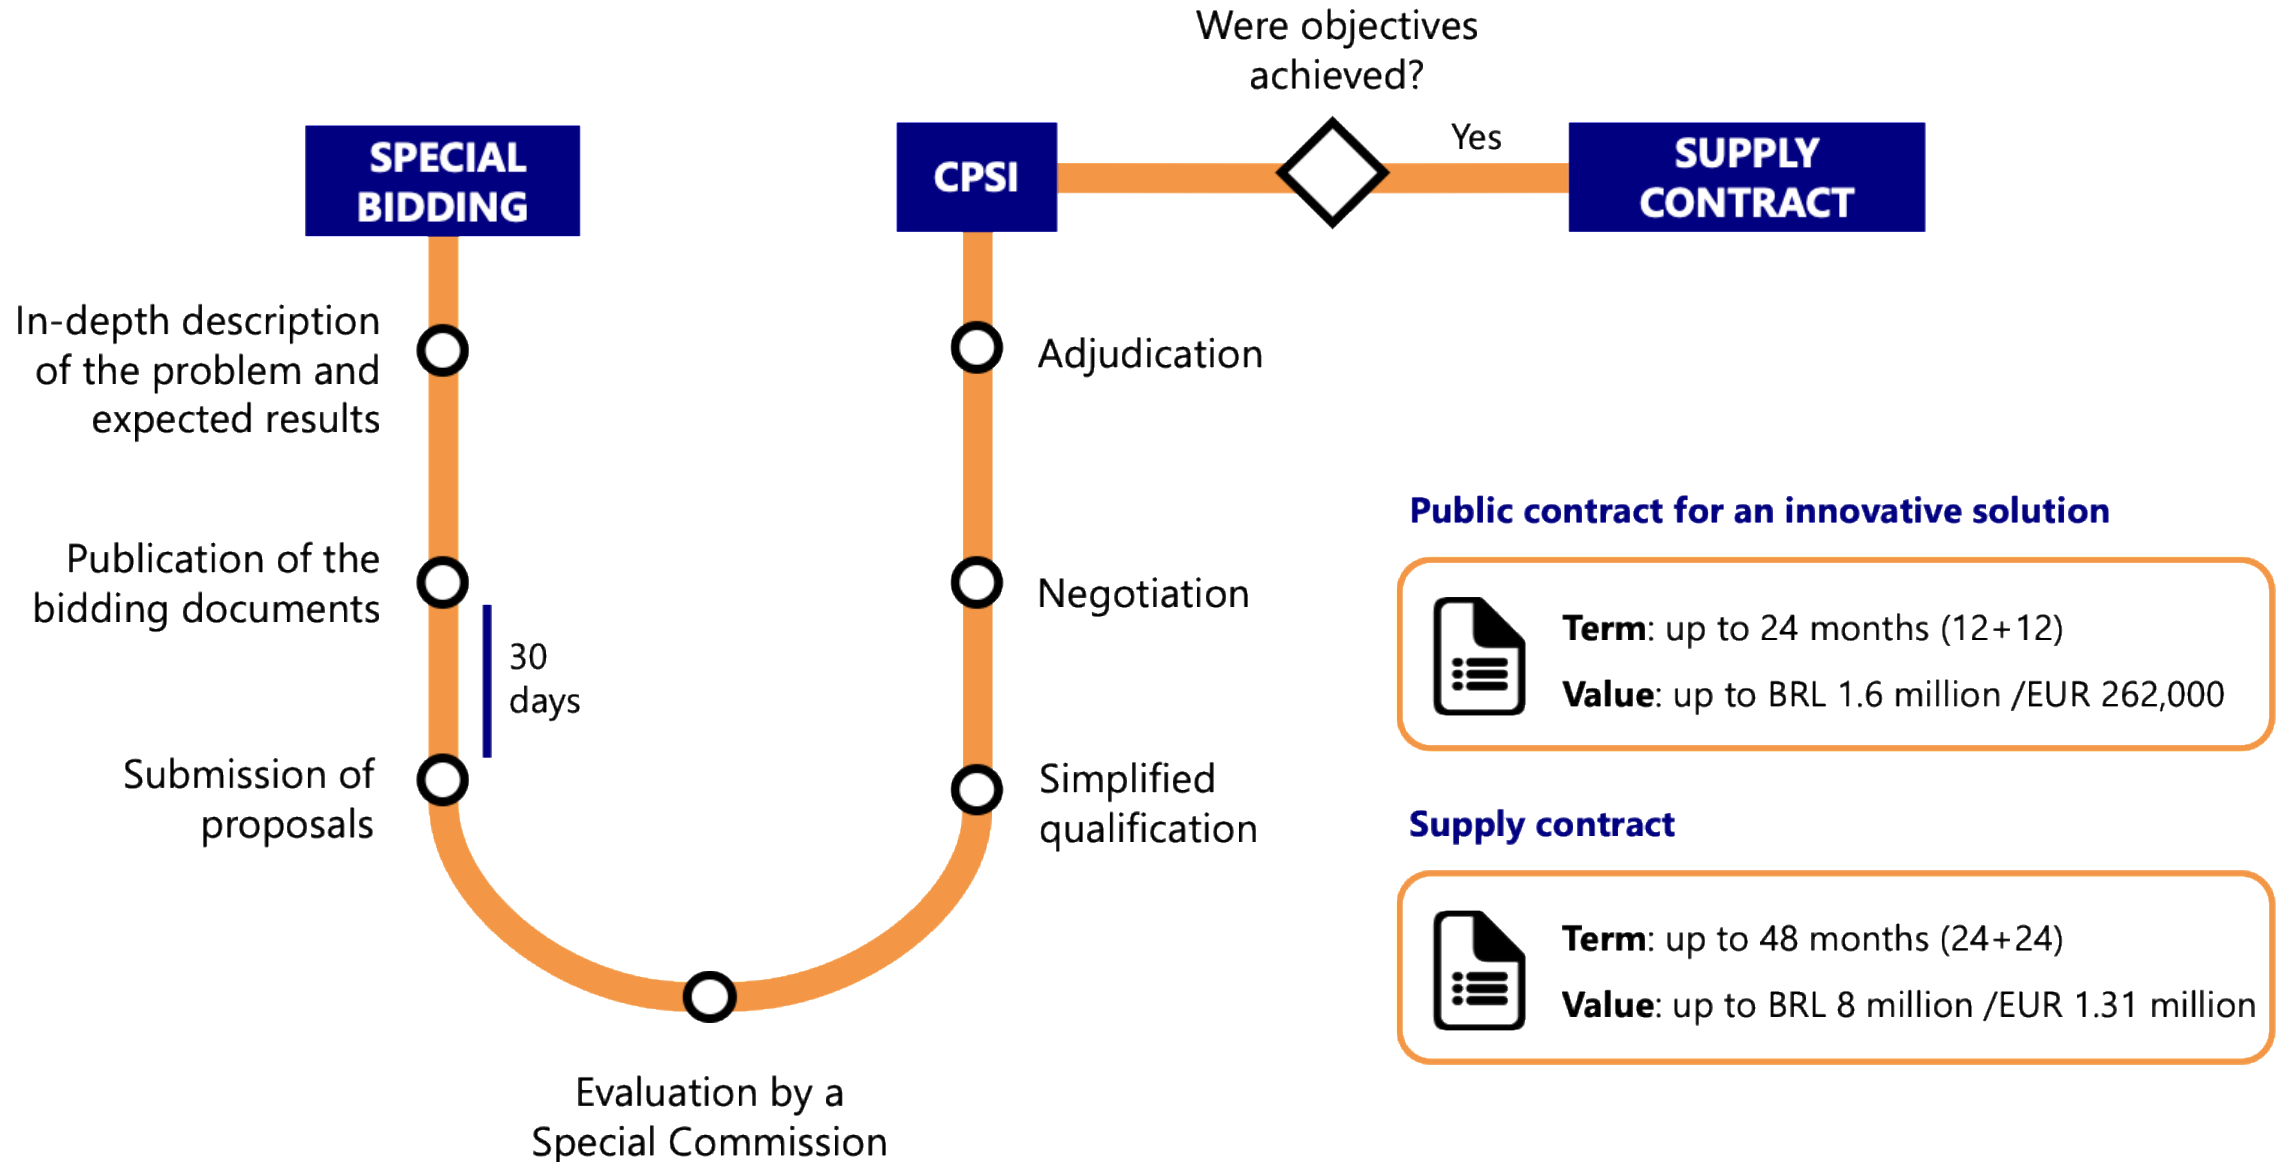 Were objectives
achieved?
SPECIAL
BIDDING
CPSI
Yes
SUPPLY
CONTRACT
In-depth description
of the problem and
expected results
Publication of the
bidding documents
30
days
Submission of
proposals
Evaluation by a
Special Commission
Simplified
qualification
Negotiation
Adjudication
Public contract for an innovative solution
Term: up to 24 months (12+12)
Value: up to BRL 1.6 million /EUR 262,000
Supply contract
Term: up to 48 months (24+24)
Value: up to BRL 8 million /EUR 1.31 million